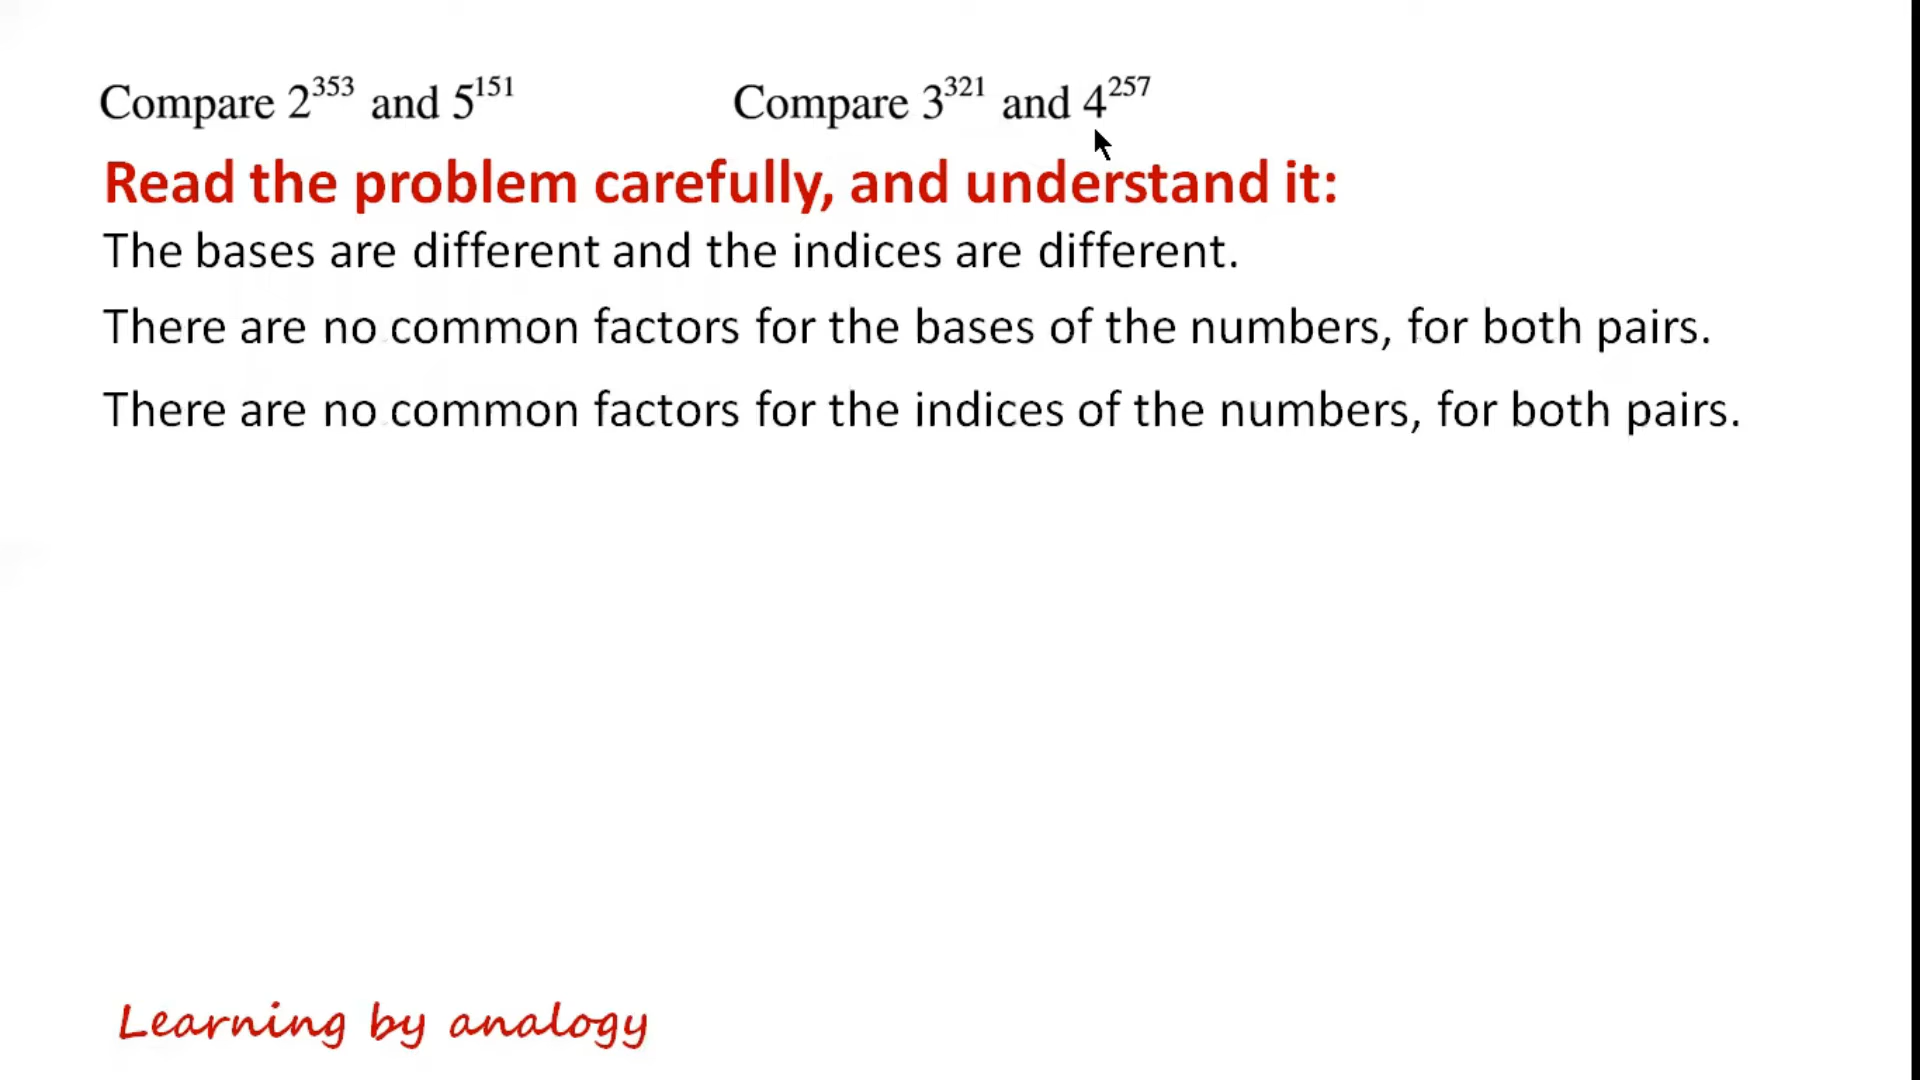 Compare 2^353 and 5^151 Compare 3^321 and 4^257
Read the problem carefully, and understand it:
The bases are different and the indices are different.
There are no common factors for the bases of the numbers, for both pairs.
There are no common factors for the indices of the numbers, for both pairs.
Learning by analogy